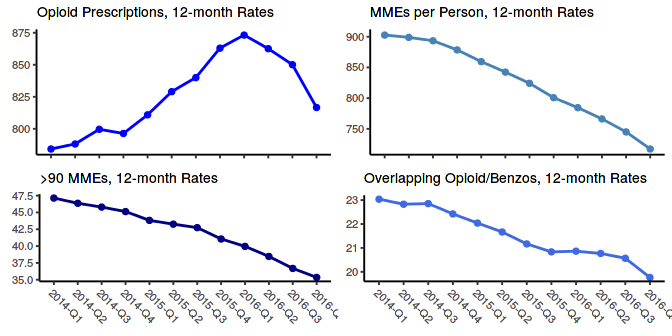 Opioid Prescriptions, 12-month Rates
875
850
825
800
MMEs per Person, 12-month Rates
900
850
800
750
>90 MMEs, 12-month Rates
47.5
45.0
42.5
40.0
37.5
35.0
2014-Q1
2014-Q2
2014-Q3
2014-Q4
2015-Q1
2015-Q2
2015-Q3
2015-Q4
2016-Q1
2016-Q2
2016-Q3
2016-
Overlapping Opioid/Benzos, 12-month Rates
23
22
21
20
2014-Q1
2014-Q2
2014-Q3
2014-Q4
2015-Q1
2015-Q2
2015-Q3
2015-Q4
2016-Q1
2016-Q2
2016-Q3
2016-